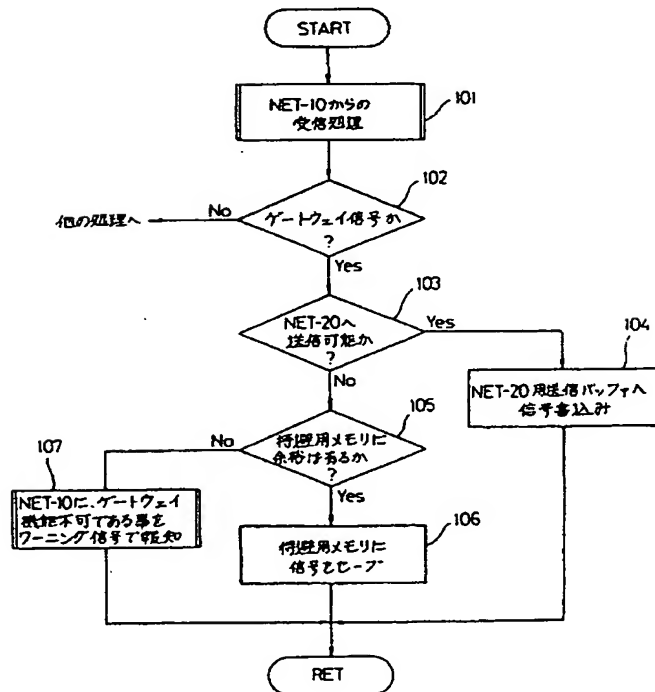 START
NET-10からの
受信処理
101
102
他の処理へ
No
ゲートウェイ信号か
?
Yes
103
NET-20へ
送信可能か
?
Yes
104
No
NET-20用送信バッファへ
信号書込み
105
No
待避用メモリに
余裕はあるか
?
107
NET-10に、ゲートウェイ
機能不可である事を
ワーニング信号で報知
Yes
106
待避用メモリに
信号をセーブ
RET